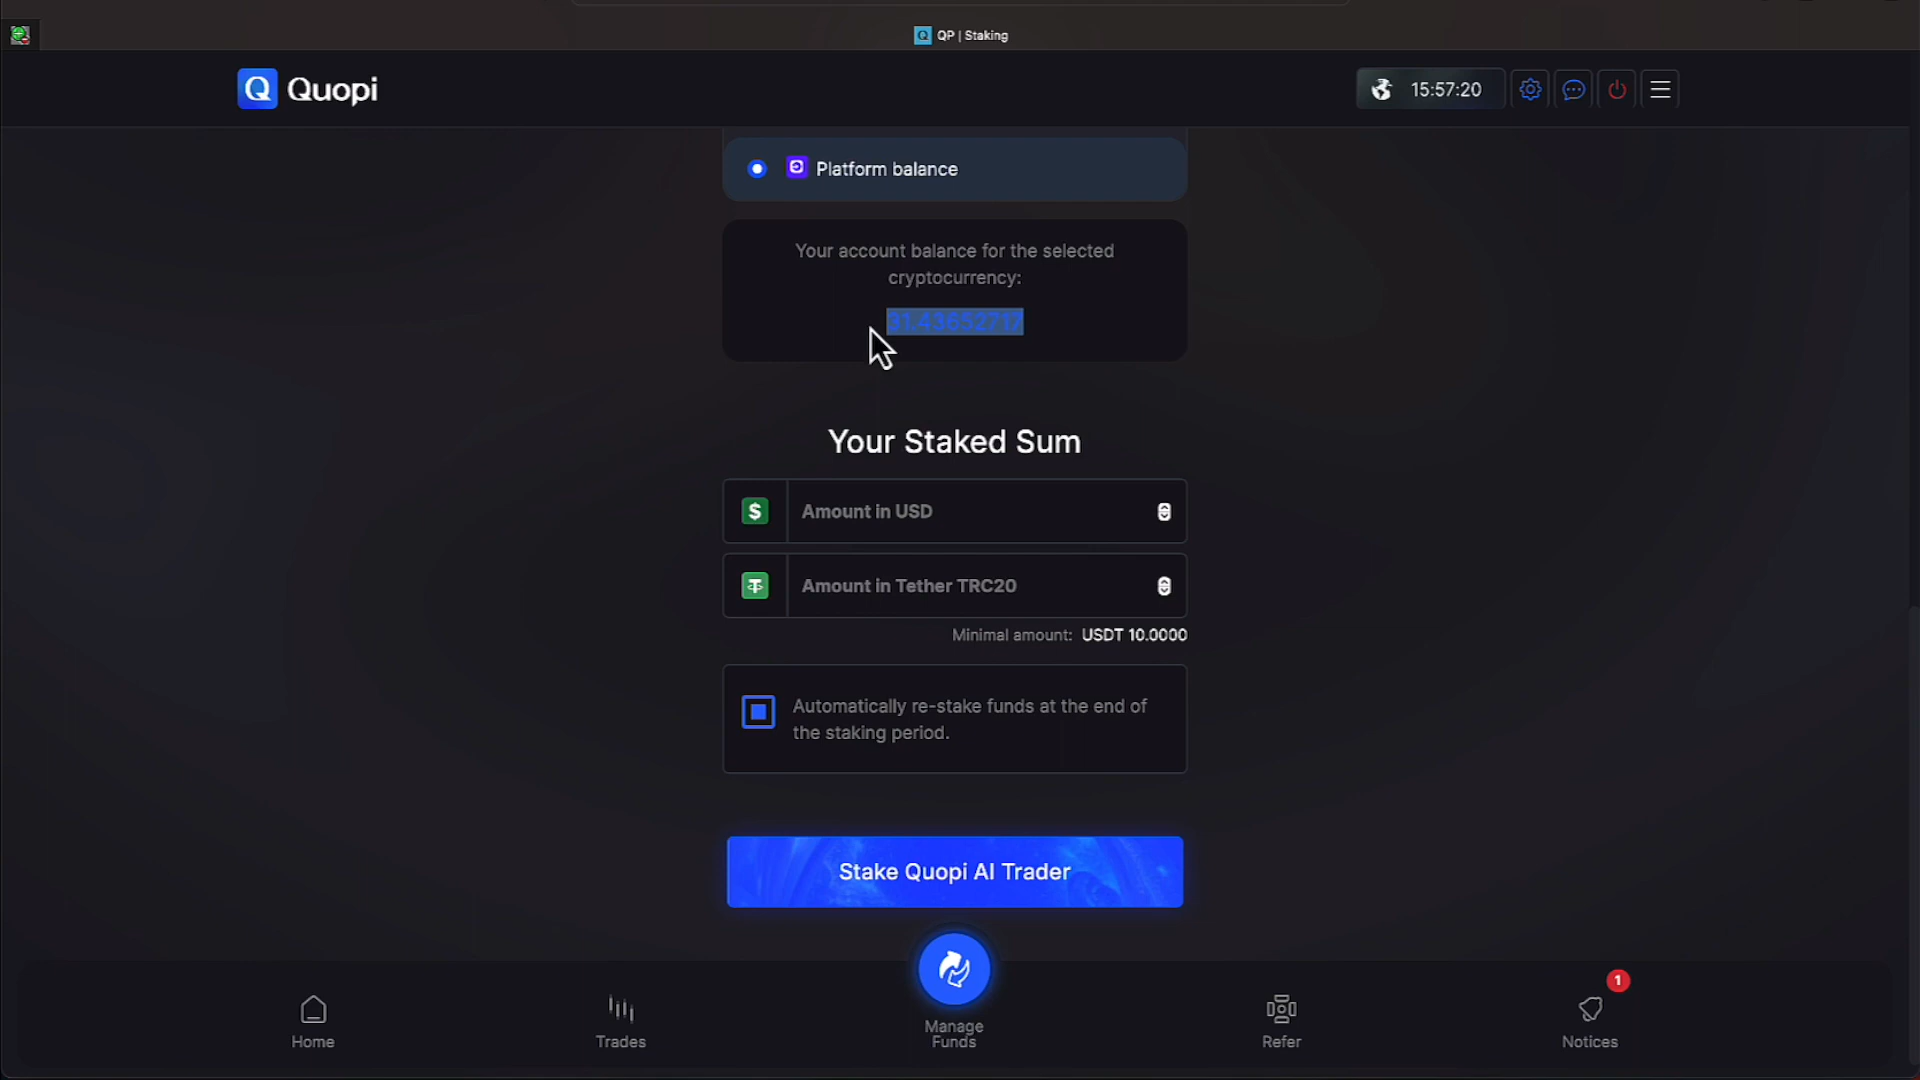 QP | Staking
Quopi
15:57:20
Platform balance
Your account balance for the selected
cryptocurrency:
31.43652717
Your Staked Sum
Amount in USD
Amount in Tether TRC20
Minimal amount: USDT 10.0000
Automatically re-stake funds at the end of
the staking period.
Stake Quopi AI Trader
1
Home
Trades
Manage
Funds
Refer
Notices